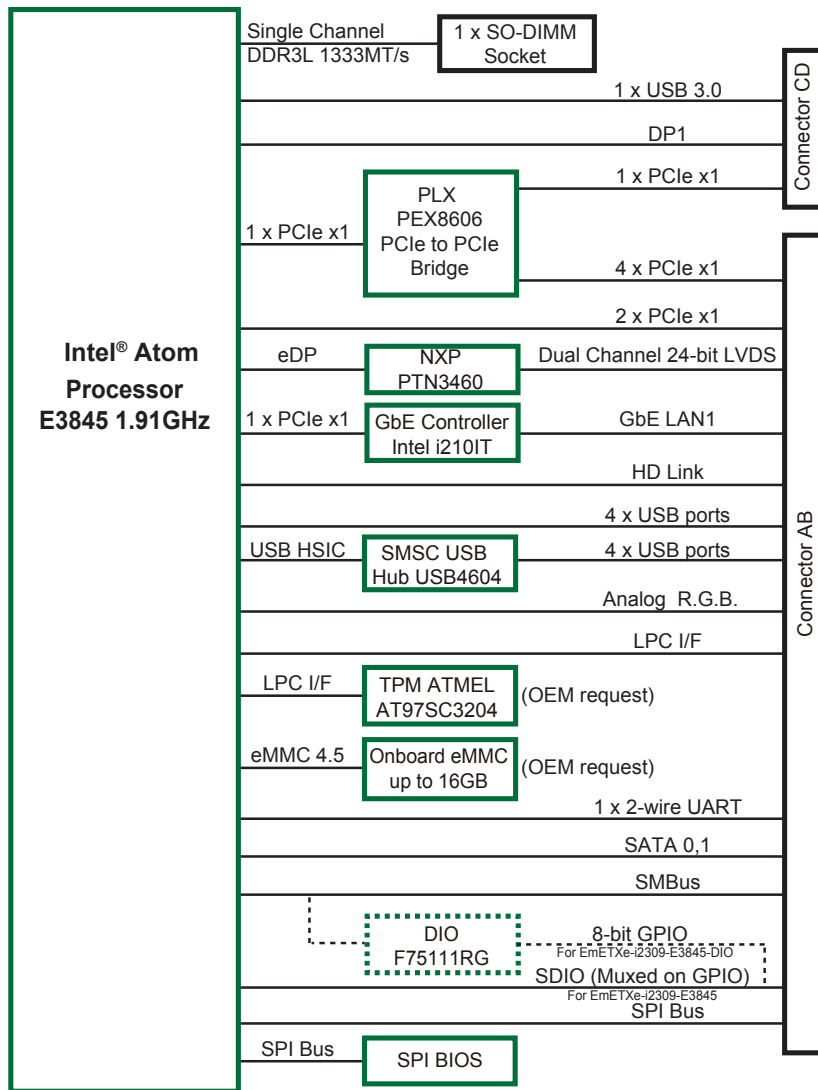 Single Channel
DDR3L 1333MT/s
1 x SO-DIMM
Socket
Connector CD
1 x USB 3.0
DP1
1 x PCIe x1
PLX
PEX8606
PCIe to PCIe
Bridge
1 x PCIe x1
4 x PCIe x1
2 x PCIe x1
Intel® Atom
Processor
E3845 1.91GHz
eDP
NXP
PTN3460
Dual Channel 24-bit LVDS
1 x PCIe x1
GbE Controller
Intel i210IT
GbE LAN1
HD Link
4 x USB ports
USB HSIC
SMSC USB
Hub USB4604
4 x USB ports
Connector AB
Analog R.G.B.
LPC I/F
LPC I/F
TPM ATMEL
AT97SC3204
(OEM request)
eMMC 4.5
Onboard eMMC
up to 16GB
(OEM request)
1 x 2-wire UART
SATA 0,1
SMBus
DIO
F75111RG
8-bit GPIO
For EmETXe-i2309-E3845-DIO
SDIO (Muxed on GPIO)
For EmETXe-i2309-E3845
SPI Bus
SPI Bus
SPI BIOS